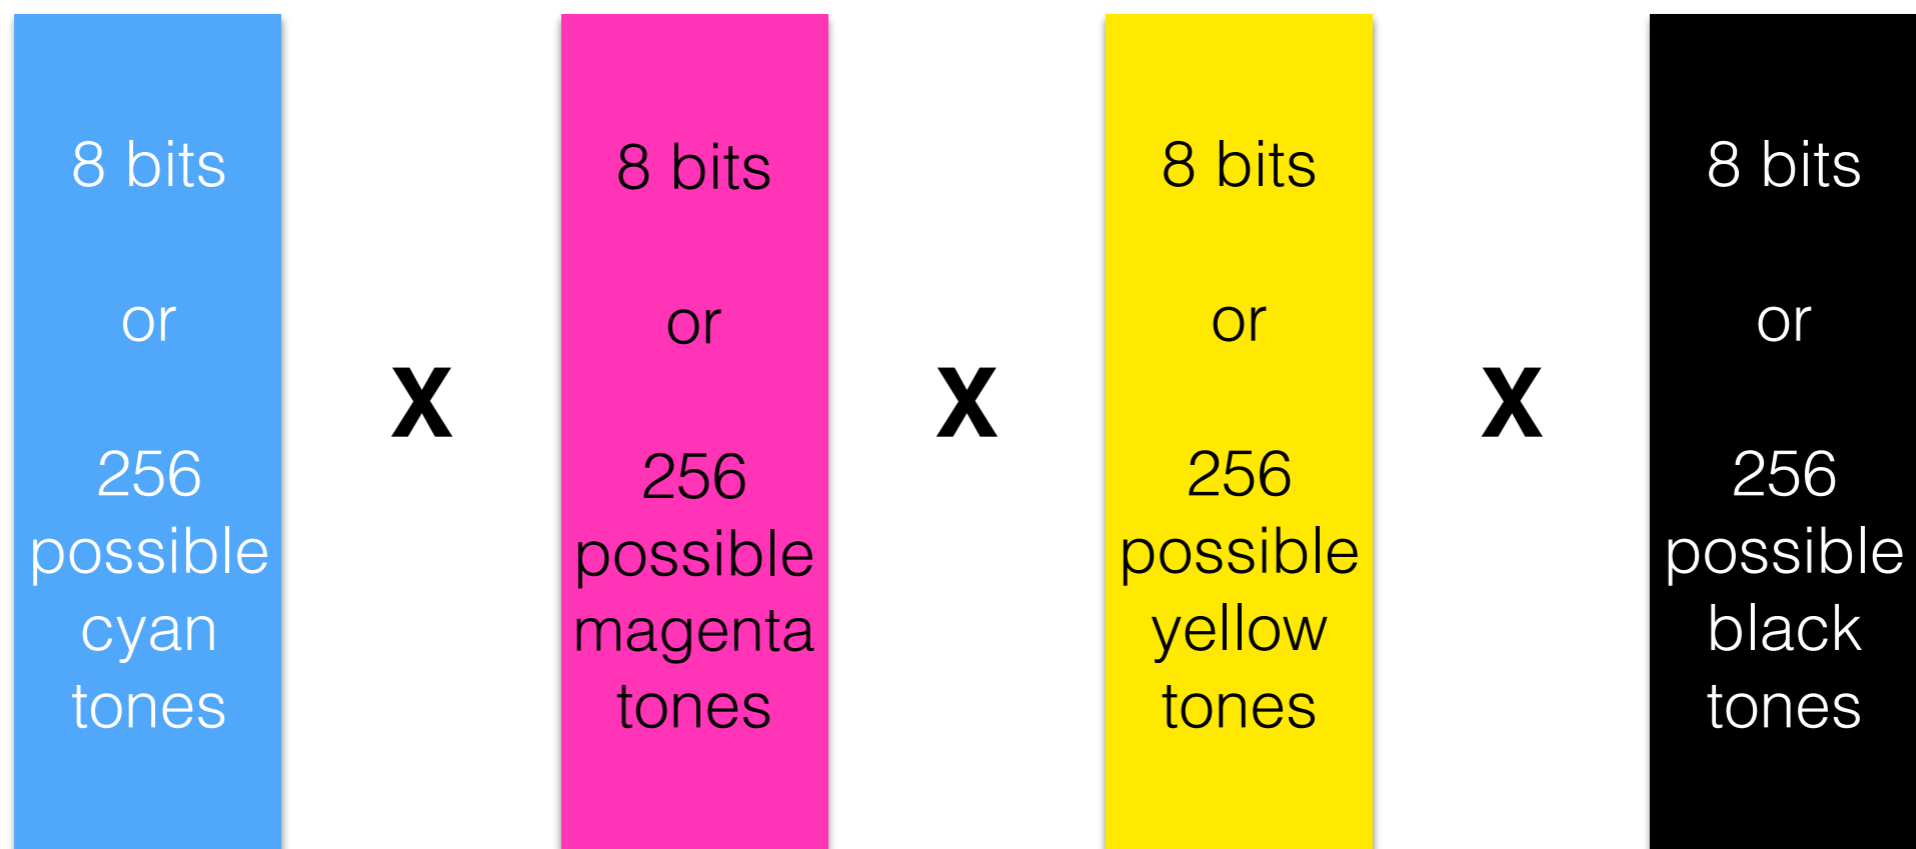 8 bits
or
256
possible
cyan
tones
X
8 bits
or
256
possible
magenta
tones
X
8 bits
or
256
possible
yellow
tones
X
8 bits
or
256
possible
black
tones